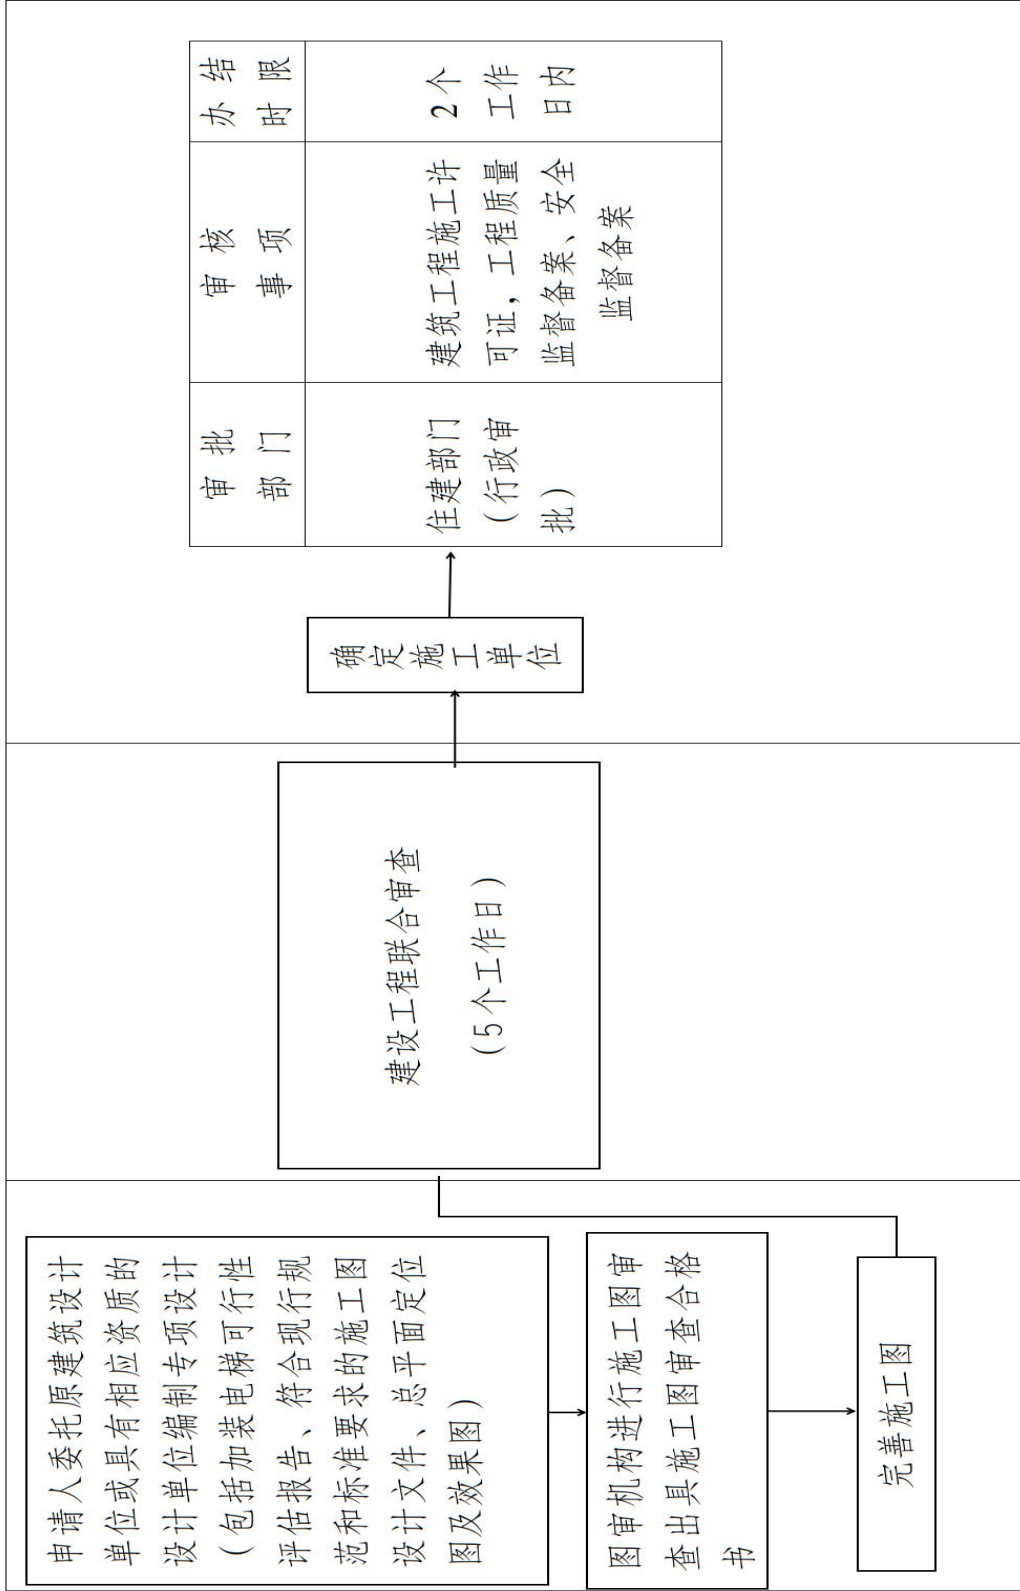 申请人委托原建筑设计
单位或具有相应资质的
设计单位编制专项设计
（包括加装电梯可行性
评估报告、符合现行规
范和标准要求的施工图
设计文件、总平面定位
图及效果图）
图审机构进行施工图审
查出具施工图审查合格
书
完善施工图
建设工程联合审查
（5个工作日）
确定施工单位
审批
部门
审核
事项
办结
时限
住建部门
（行政审
批）
建筑工程施工许
可证，工程质量
监督备案、安全
监督备案
2个
工作
日内